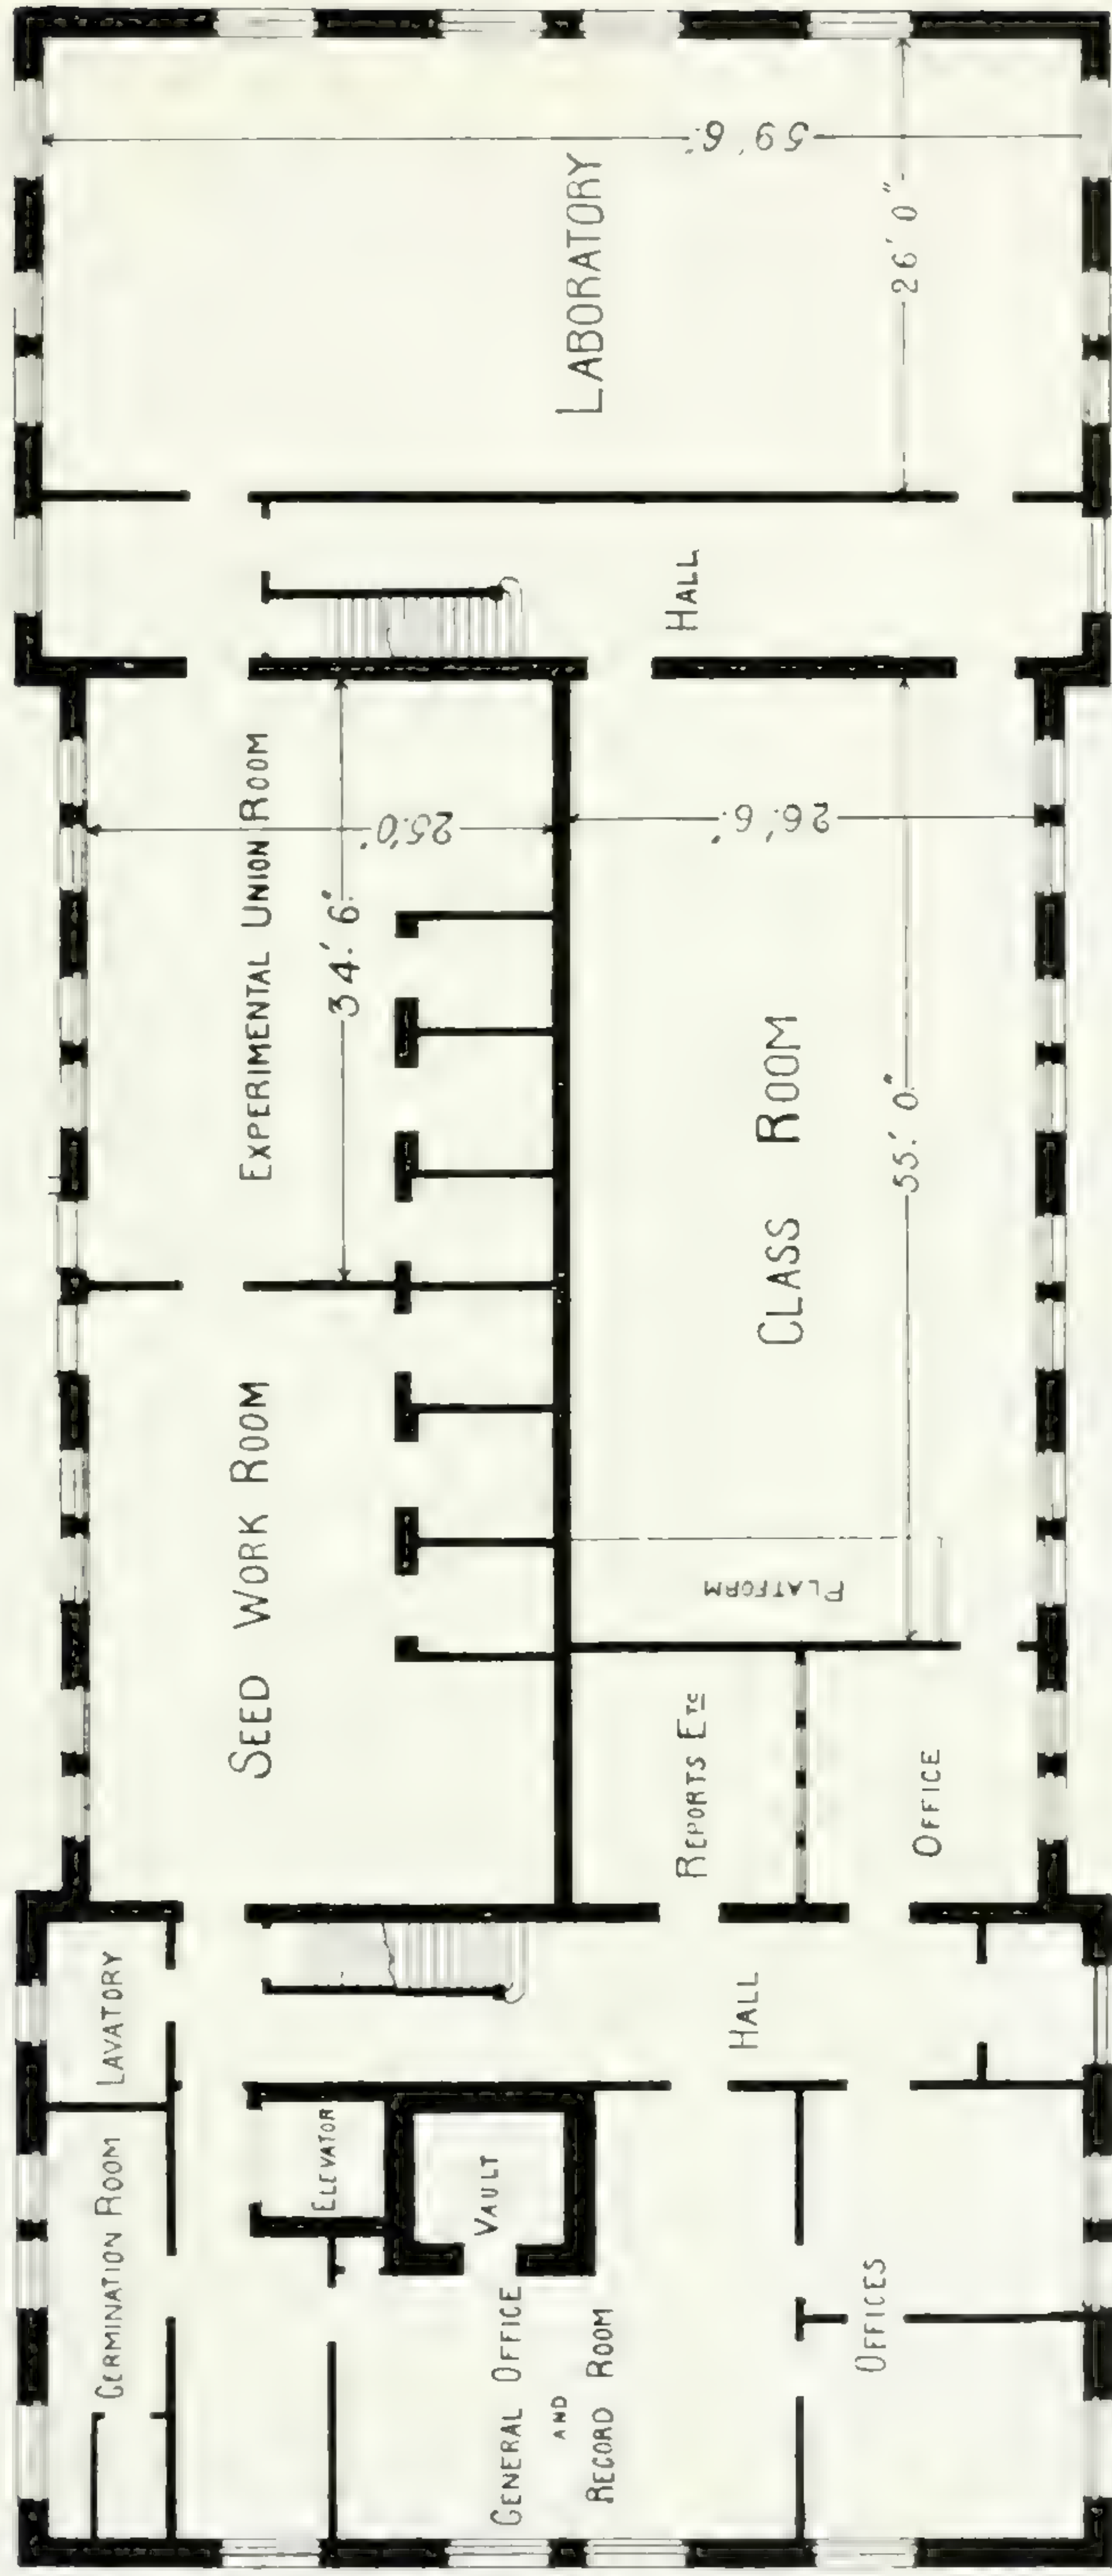 GERMINATION ROOM
LAVATORY
SEED WORK ROOM
EXPERIMENTAL UNION ROOM
34'. 6"
25'.0"
ELEVATOR
VAULT
GENERAL OFFICE
AND
RECORD ROOM
HALL
REPORTS ETC
OFFICE
OFFICES
PLATFORM
CLASS ROOM
55'. 0"
26'. 6"
HALL
LABORATORY
59'. 6"
26' 0"